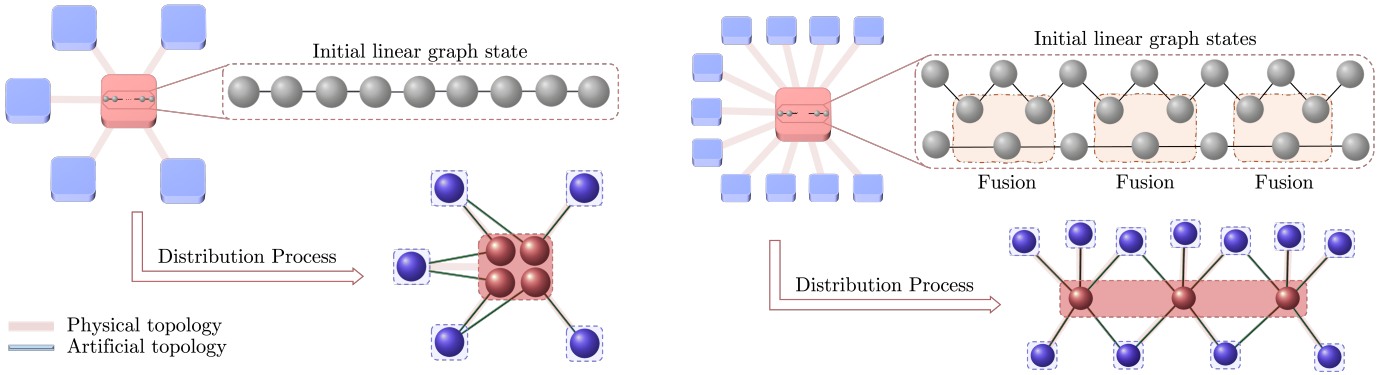 Initial linear graph state
Distribution Process
Physical topology
Artificial topology
Initial linear graph states
Fusion
Fusion
Fusion
Distribution Process